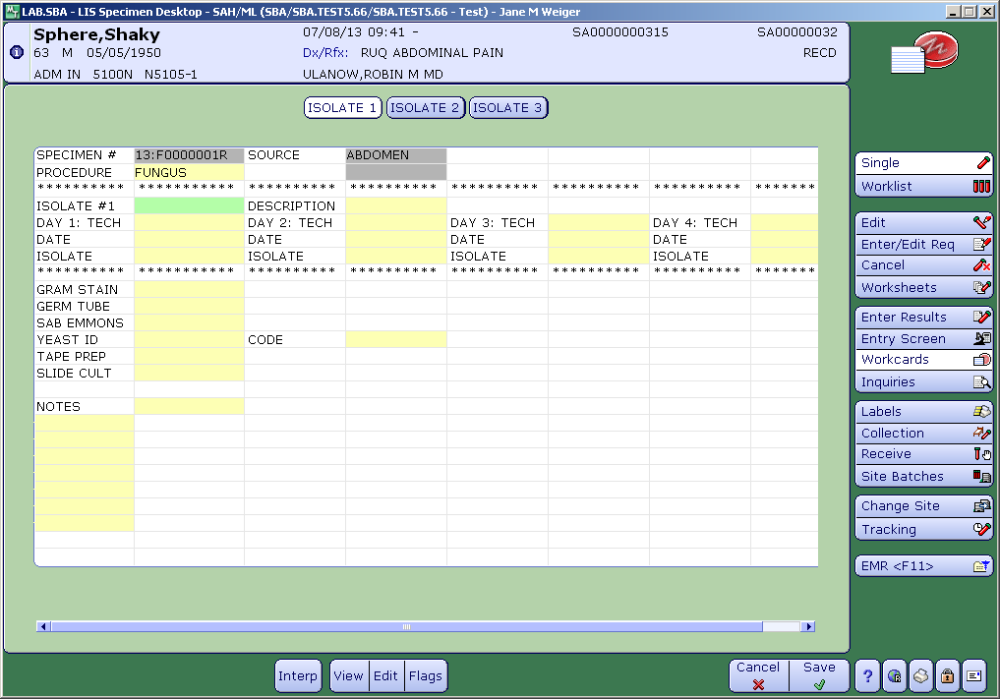 LAB.SBA - LIS Specimen Desktop - SAH/ML (SBA/SBA.TEST5.66/SBA.TEST5.66 - Test) - Jane M Weiger
Sphere,Shaky 07/08/13 09:41 - SA0000000315 SA00000032
63 M 05/05/1950 Dx/Rfx: RUQ ABDOMINAL PAIN RECD
ADM IN 5100N N5105-1 ULANOW,ROBIN M MD
ISOLATE 1 ISOLATE 2 ISOLATE 3
SPECIMEN # 13:F0000001R SOURCE ABDOMEN
PROCEDURE FUNGUS
********** ********** ********** ********** ********** ********** ********** *******
ISOLATE #1 DESCRIPTION
DAY 1: TECH DAY 2: TECH DAY 3: TECH DAY 4: TECH
DATE DATE DATE DATE
ISOLATE ISOLATE ISOLATE ISOLATE
********** ********** ********** ********** ********** ********** ********** *******
GRAM STAIN
GERM TUBE
SAB EMMONS
YEAST ID CODE
TAPE PREP
SLIDE CULT
NOTES
Single
Worklist
Edit
Enter/Edit Req
Cancel
Worksheets
Enter Results
Entry Screen
Workcards
Inquiries
Labels
Collection
Receive
Site Batches
Change Site
Tracking
EMR <F11>
Interp View Edit Flags Cancel Save ?